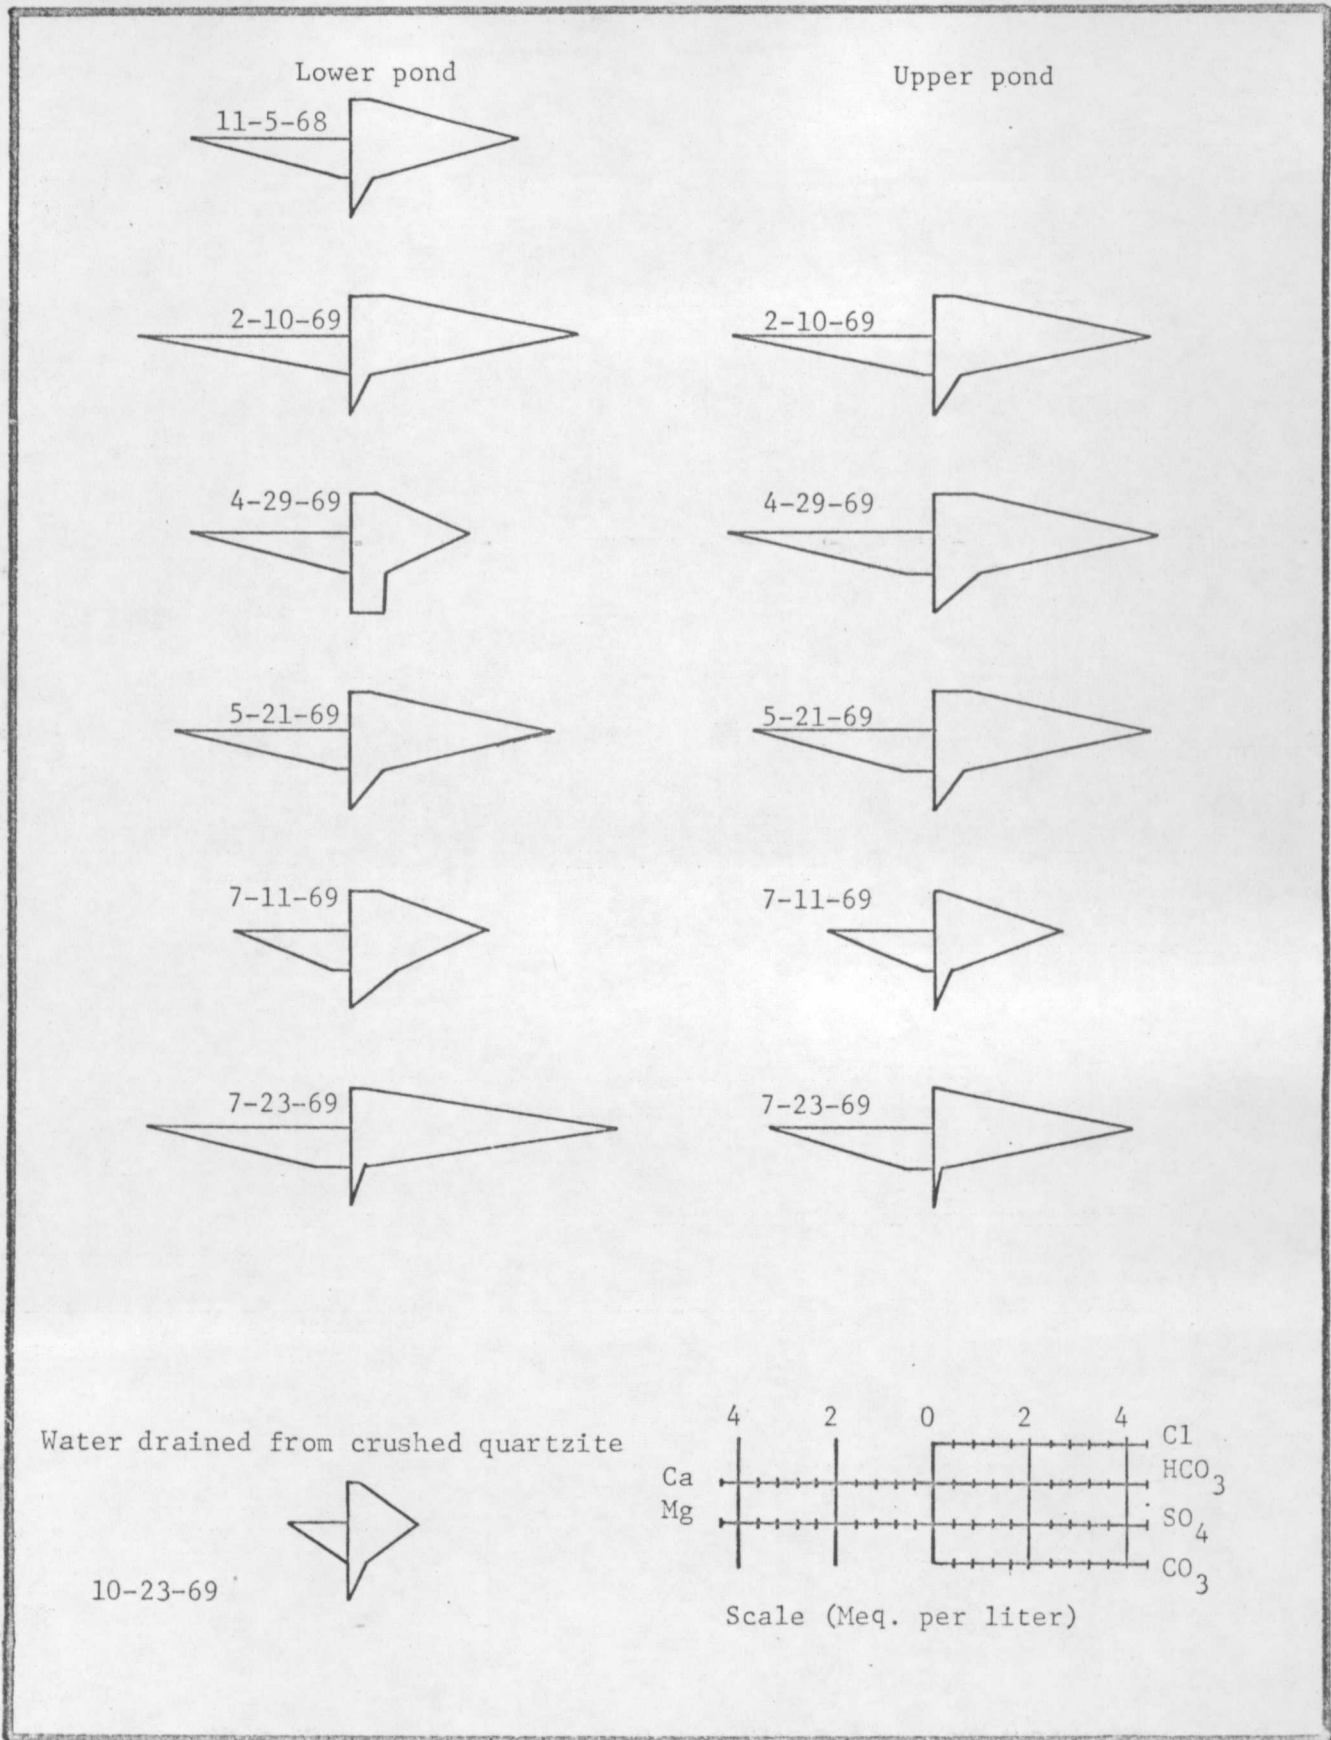 Lower pond
11-5-68
2-10-69
4-29-69
5-21-69
7-11-69
7-23-69
Upper pond
2-10-69
4-29-69
5-21-69
7-11-69
7-23-69
Water drained from crushed quartzite
10-23-69
4 2 0 2 4
Cl
Ca HCO3
Mg SO4
CO3
Scale (Meq. per liter)